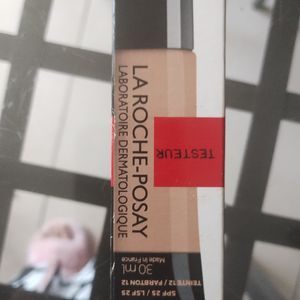 LA ROCHE-POSAY
LABORATOIRE DERMATOLOGIQUE
TESTEUR
30 ml
Made in France
TEINTE 12 / FARBTON 12
SPF 25 / LSF 25